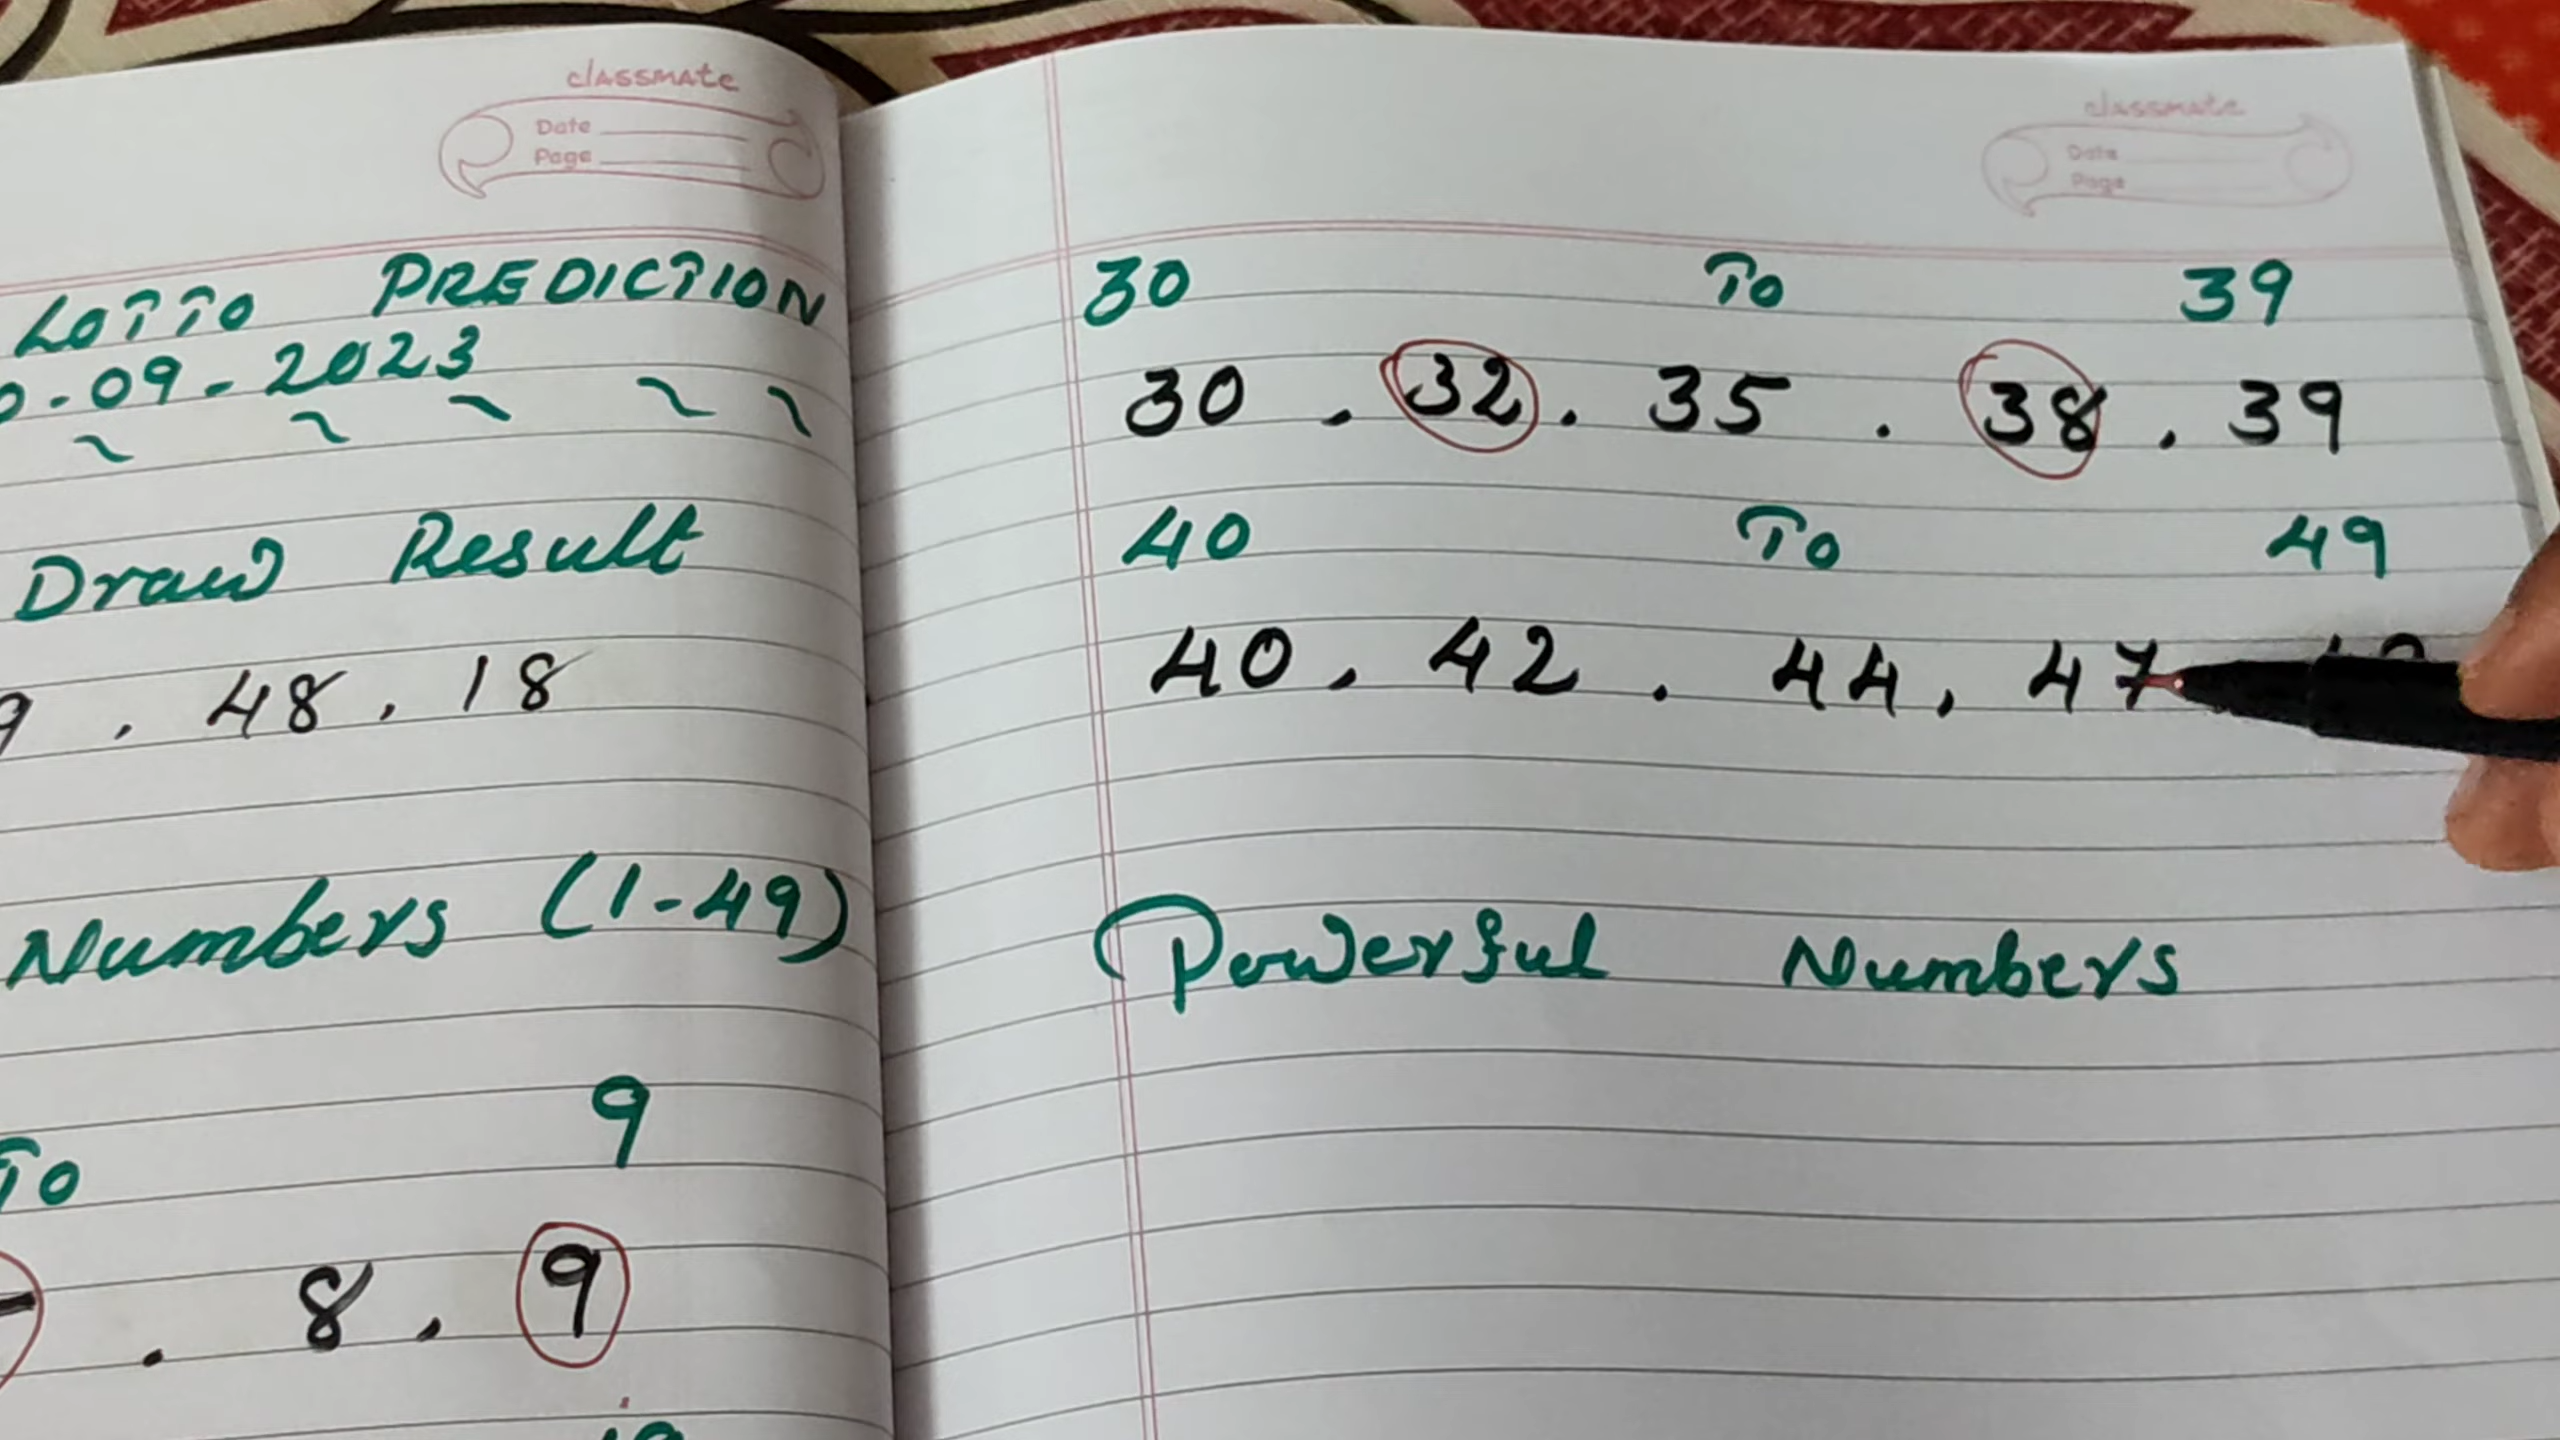 classmate
Date
Page
LOTTO PREDICTION
-09-2023
Draw Result
9 , 48 , 18
Numbers (1-49)
To 9
. 8 , 9
classmate
Date
Page
30 To 39
30 . 32 . 35 . 38 . 39
40 To 49
40 , 42 . 44 , 47
Powerful Numbers